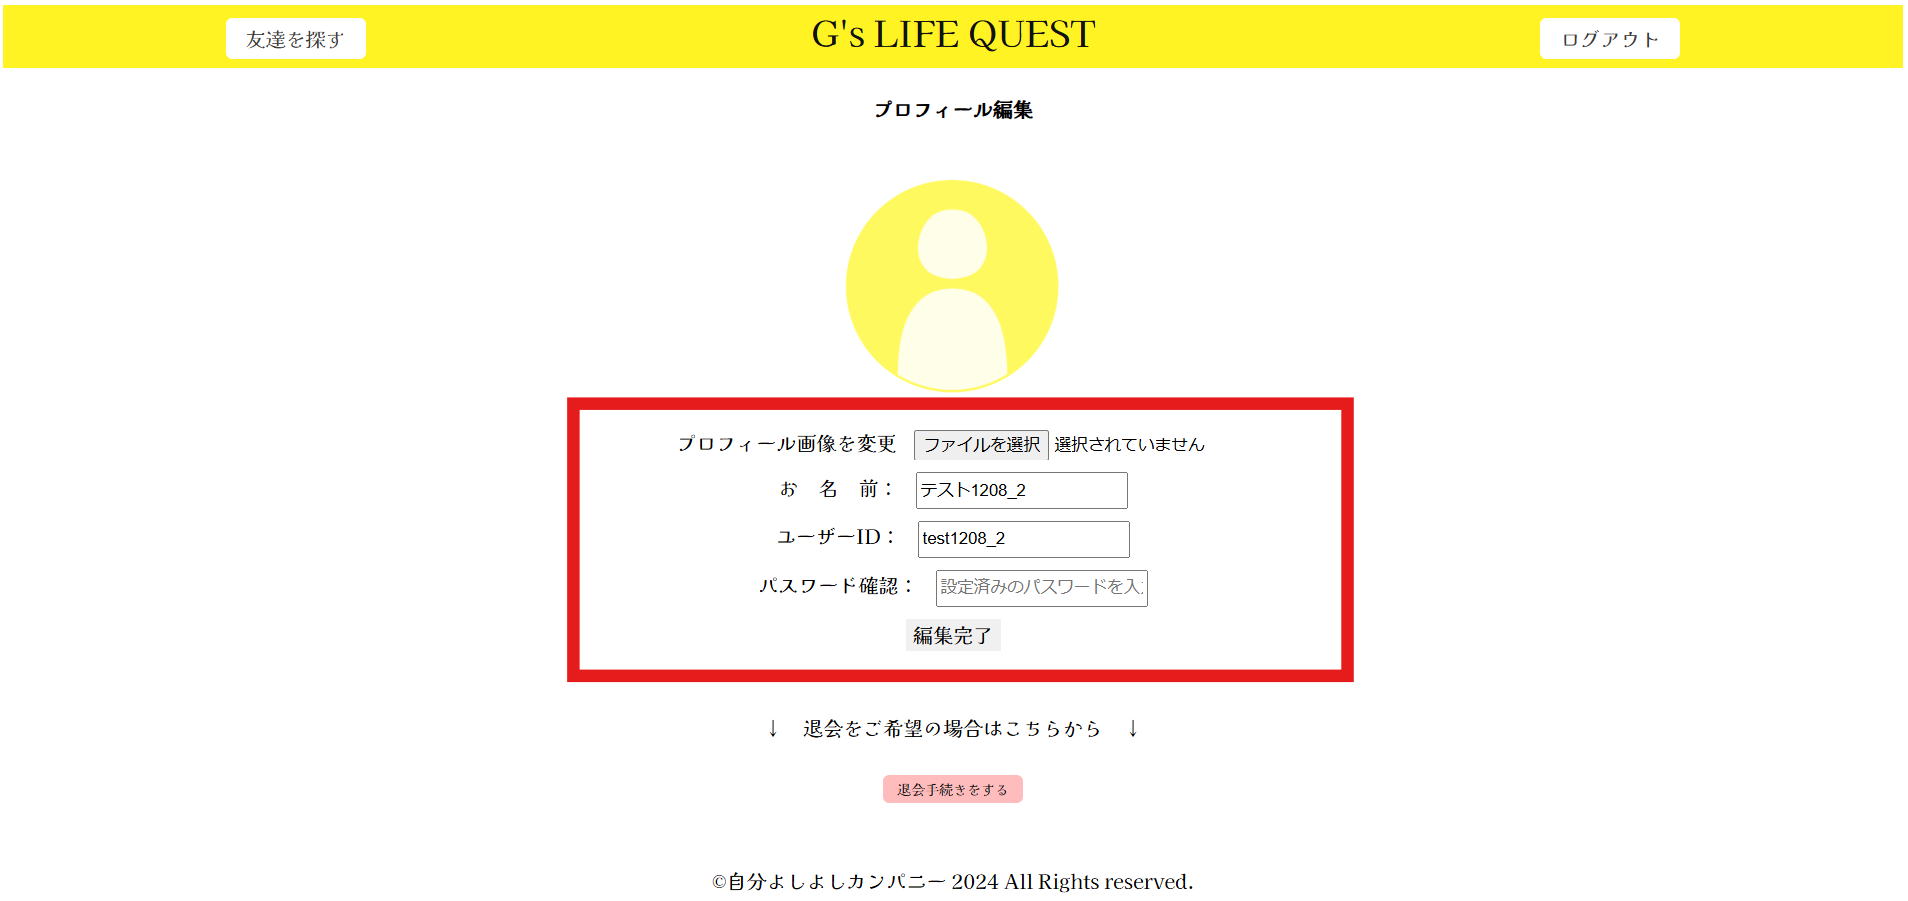 友達を探す
G's LIFE QUEST
ログアウト
プロフィール編集
プロフィール画像を変更 ファイルを選択 選択されていません
お　名　前： テスト1208_2
ユーザーID： test1208_2
パスワード確認： 設定済みのパスワードを入
編集完了
↓　退会をご希望の場合はこちらから　↓
退会手続きをする
©自分よしよしカンパニー 2024 All Rights reserved.